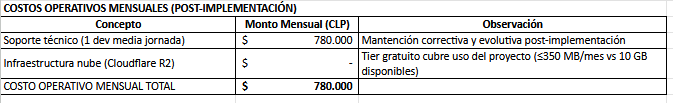 COSTOS OPERATIVOS MENSUALES (POST-IMPLEMENTACIÓN)
Concepto Monto Mensual (CLP) Observación
Soporte técnico (1 dev media jornada) $ 780.000 Mantención correctiva y evolutiva post-implementación
Infraestructura nube (Cloudflare R2) $ - Tier gratuito cubre uso del proyecto (≤350 MB/mes vs 10 GB
disponibles)
COSTO OPERATIVO MENSUAL TOTAL $ 780.000